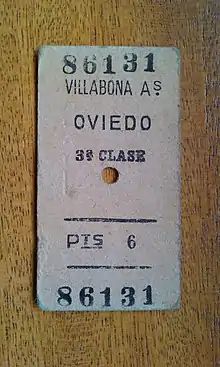 86131
VILLABONA AS
OVIEDO
3ª CLASE
PTS 6
86131